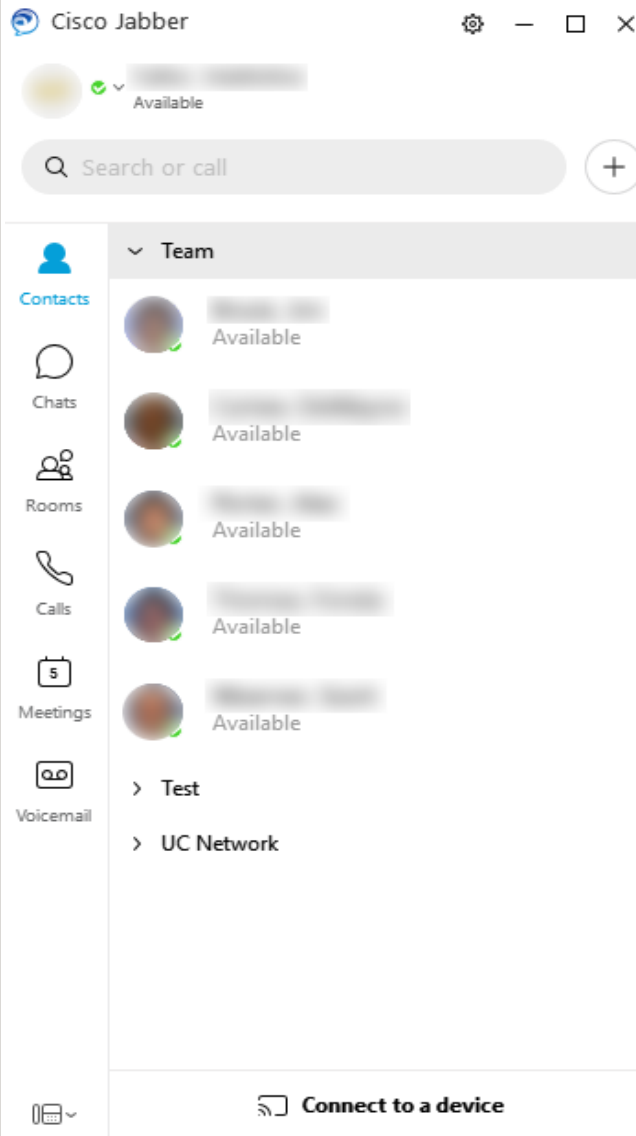 Cisco Jabber
Available
Search or call
Contacts
Chats
Rooms
Calls
5
Meetings
Voicemail
Team
Available
Available
Available
Available
Available
Test
UC Network
Connect to a device